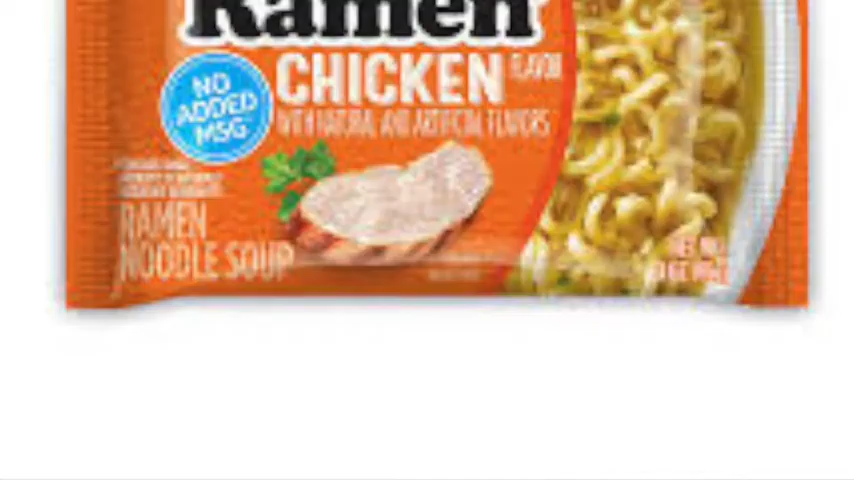 Ramen
CHICKEN FLAVOR
WITH NATURAL AND ARTIFICIAL FLAVORS
NO
ADDED
MSG
RAMEN
NOODLE SOUP
NET WT.